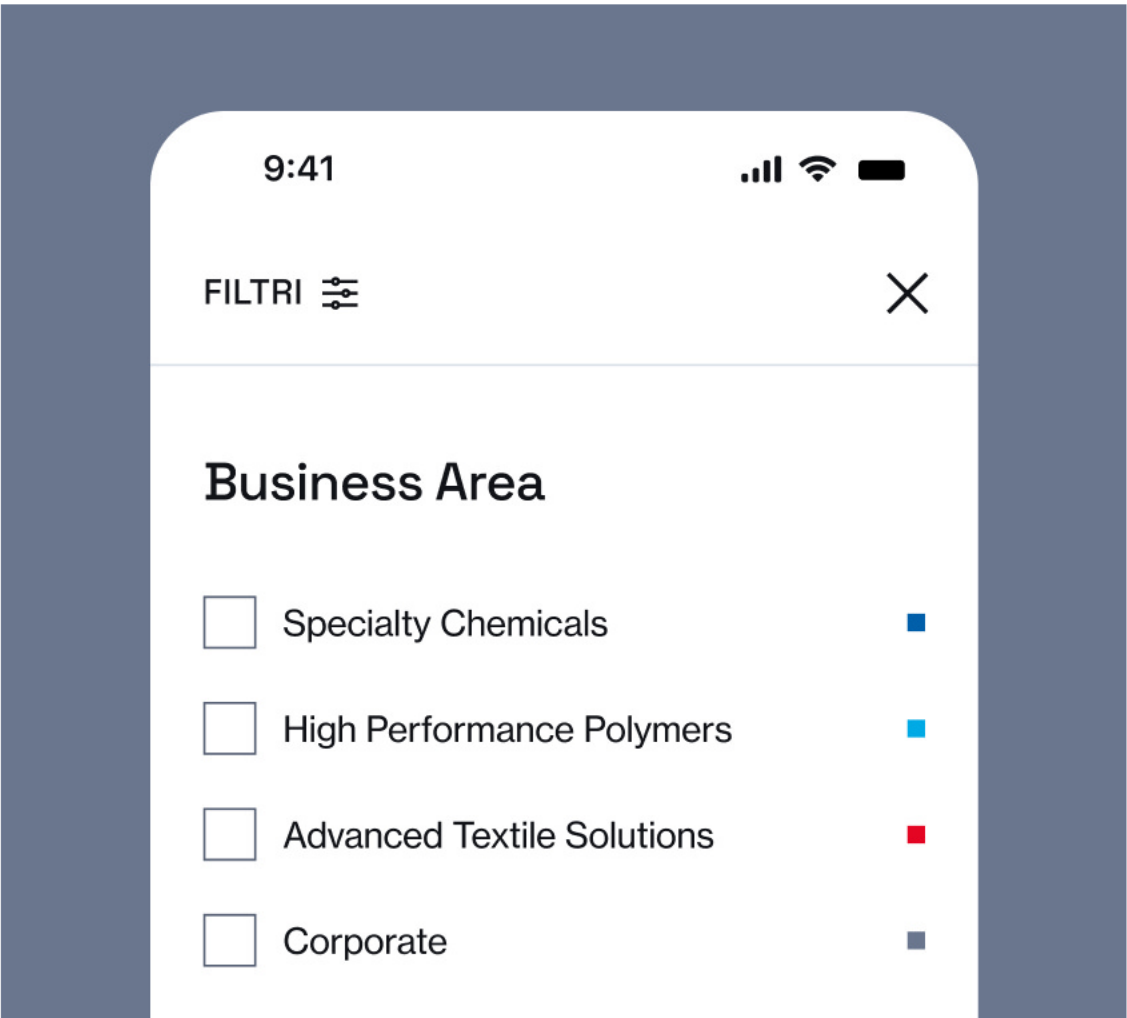 9:41
FILTRI
Business Area
Specialty Chemicals
High Performance Polymers
Advanced Textile Solutions
Corporate